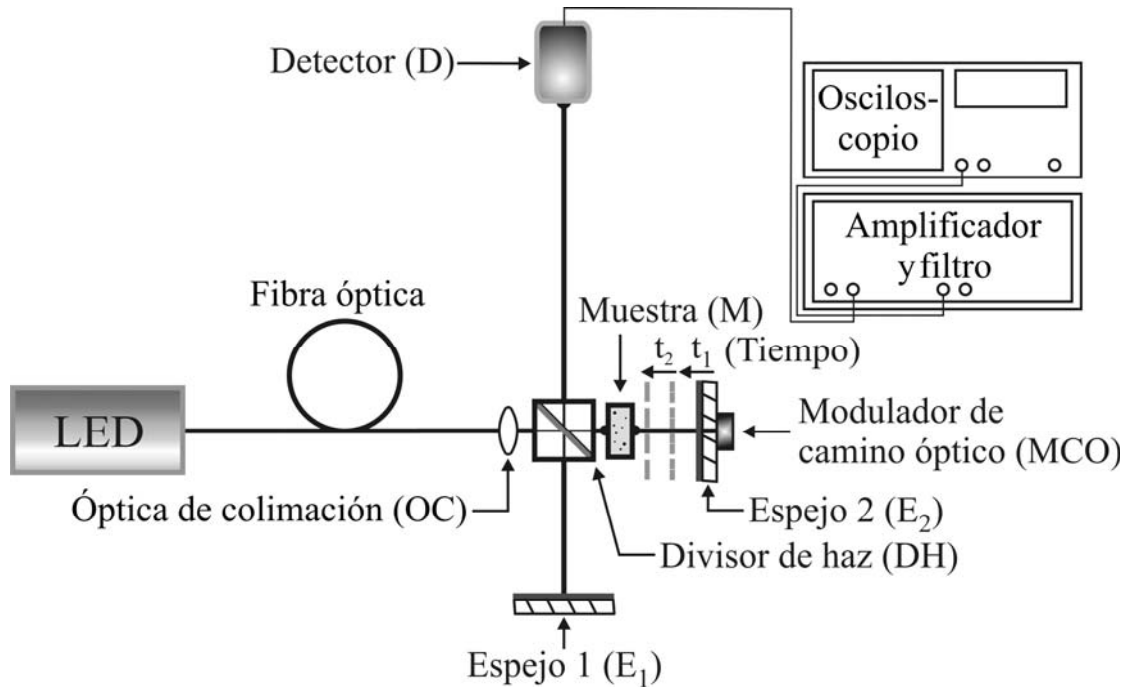 Detector (D)
Oscilos-
copio
Amplificador
y filtro
Fibra óptica
Muestra (M)
t2 t1 (Tiempo)
LED
Modulador de
camino óptico (MCO)
Óptica de colimación (OC)
Espejo 2 (E2)
Divisor de haz (DH)
Espejo 1 (E1)